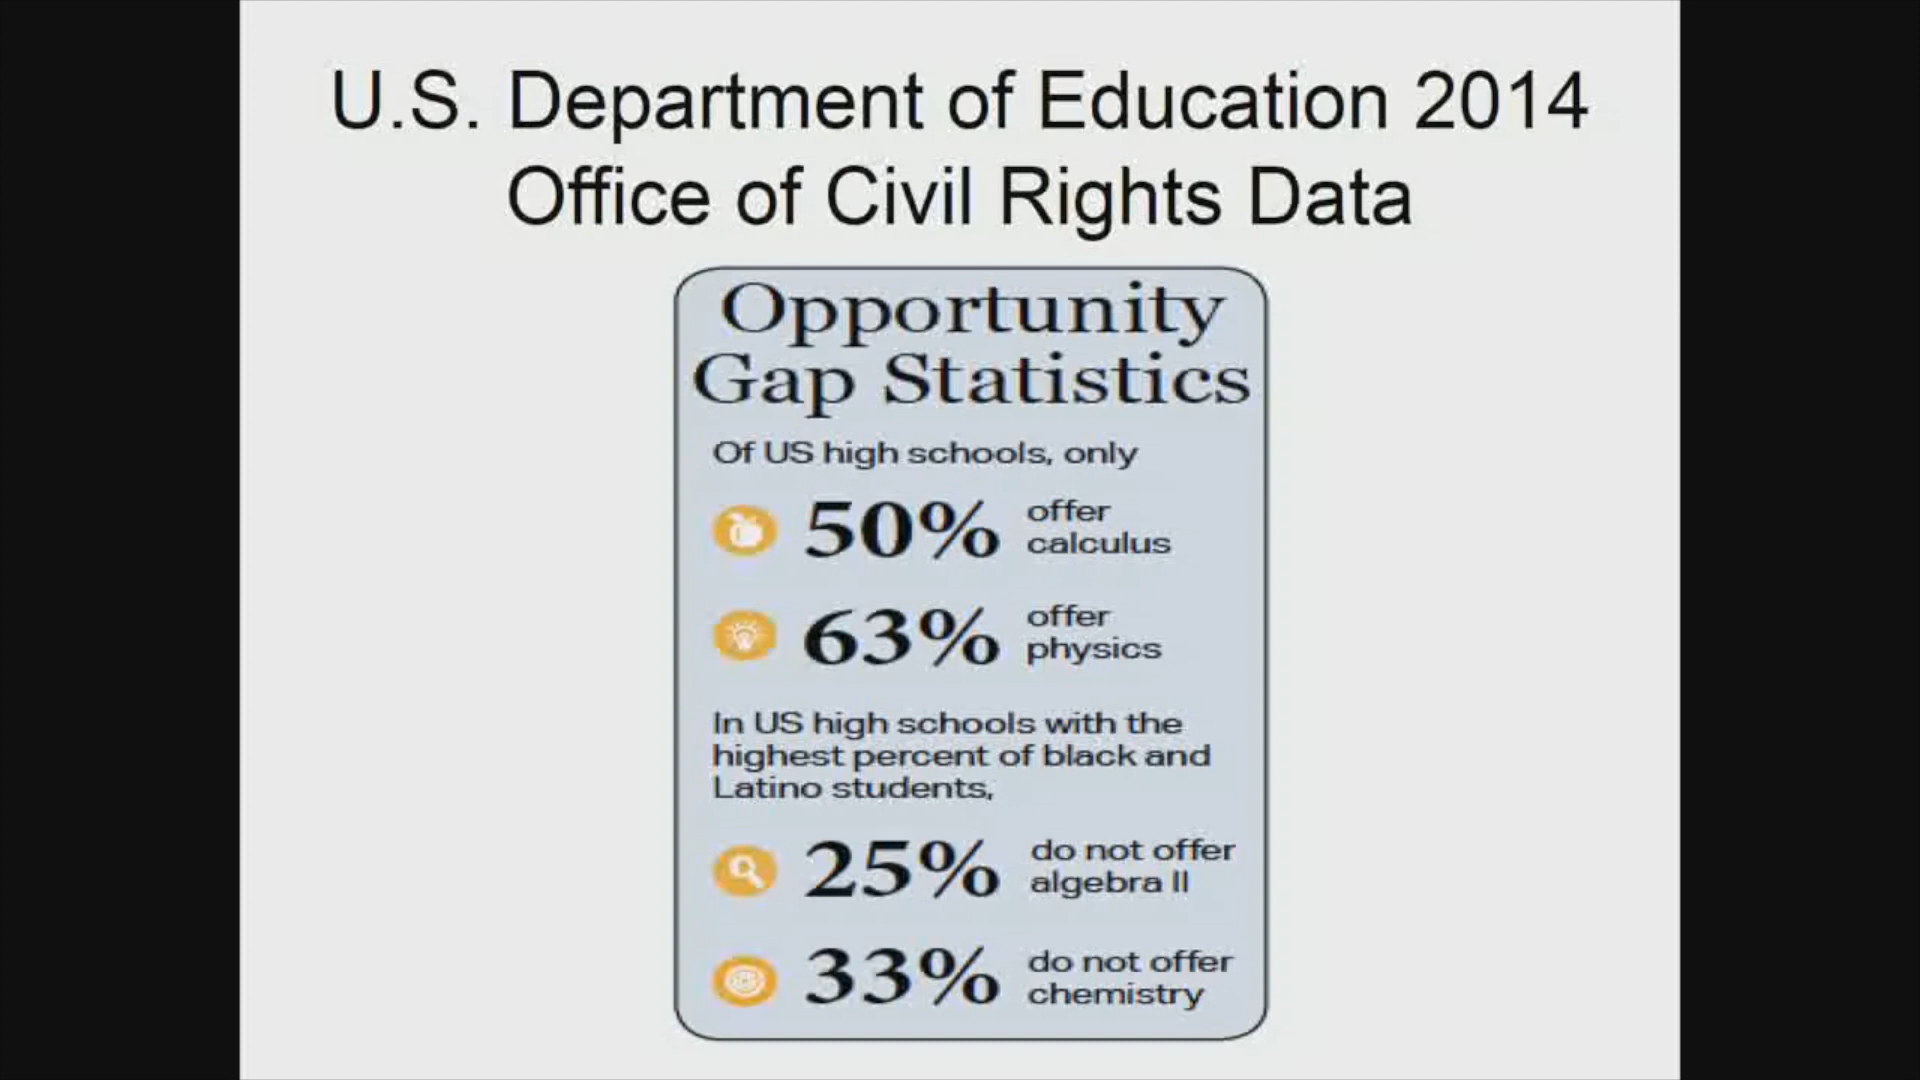 U.S. Department of Education 2014
Office of Civil Rights Data
Opportunity
Gap Statistics
Of US high schools, only
50% offer
calculus
63% offer
physics
In US high schools with the
highest percent of black and
Latino students,
25% do not offer
algebra II
33% do not offer
chemistry